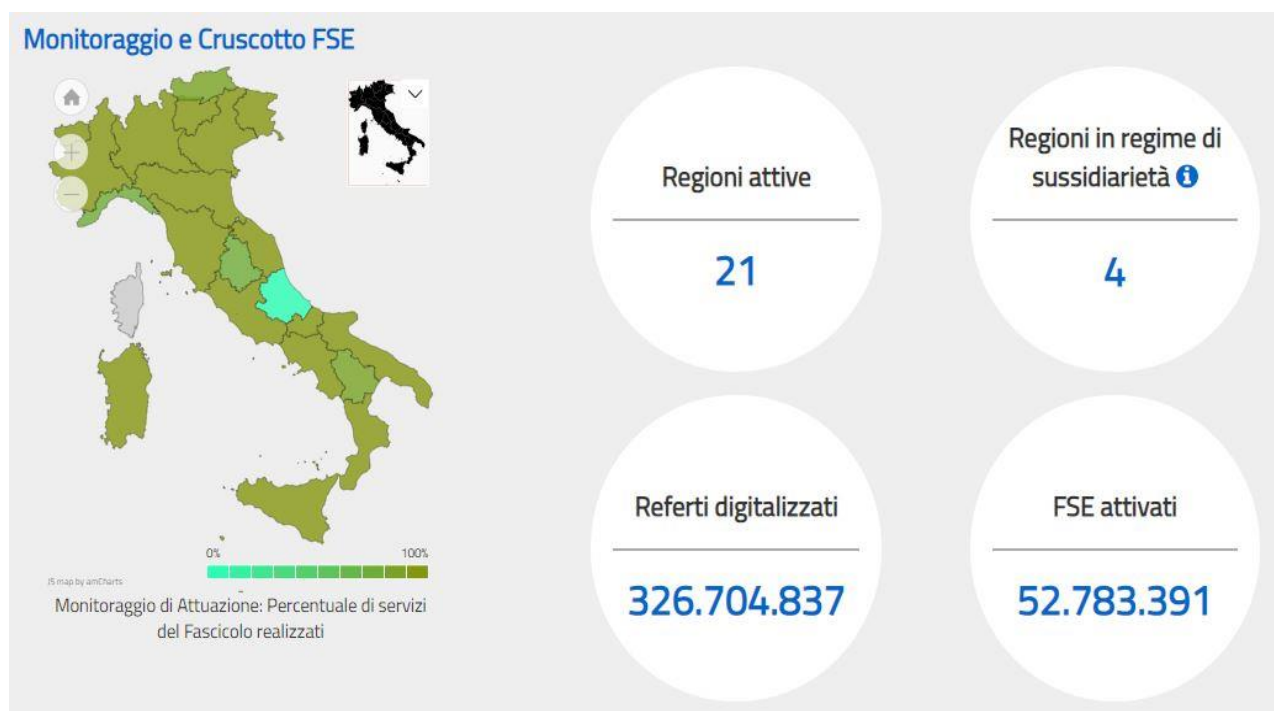 Monitoraggio e Cruscotto FSE
Regioni attive
21
Regioni in regime di
sussidiarietà
4
Referti digitalizzati
326.704.837
FSE attivati
52.783.391
0%
100%
JS map by amCharts
Monitoraggio di Attuazione: Percentuale di servizi
del Fascicolo realizzati